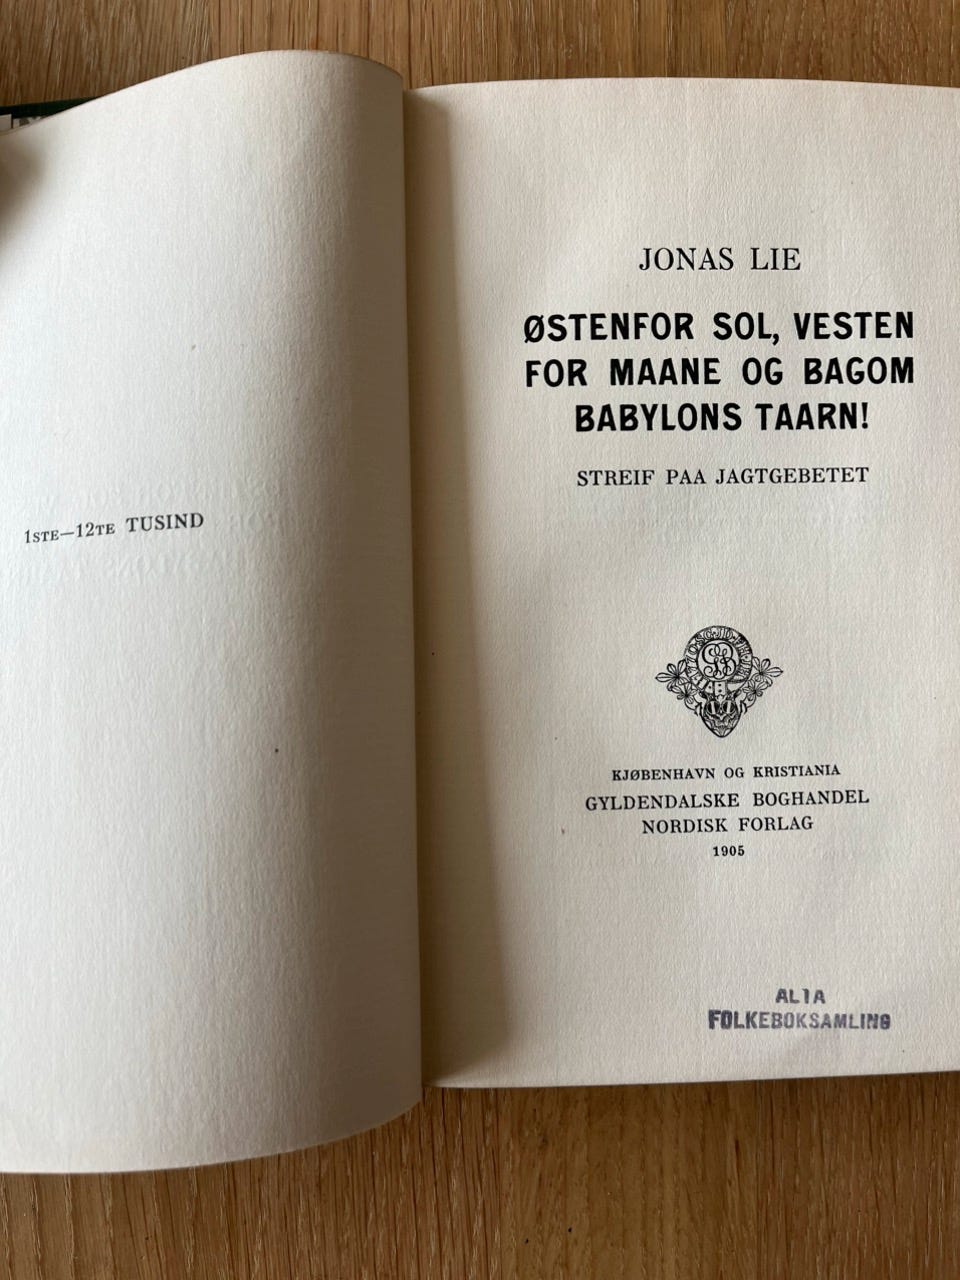 1STE—12TE TUSIND
JONAS LIE
ØSTENFOR SOL, VESTEN
FOR MAANE OG BAGOM
BABYLONS TAARN!
STREIF PAA JAGTGEBETET
KJØBENHAVN OG KRISTIANIA
GYLDENDALSKE BOGHANDEL
NORDISK FORLAG
1905
ALTA
FOLKEBOKSAMLING